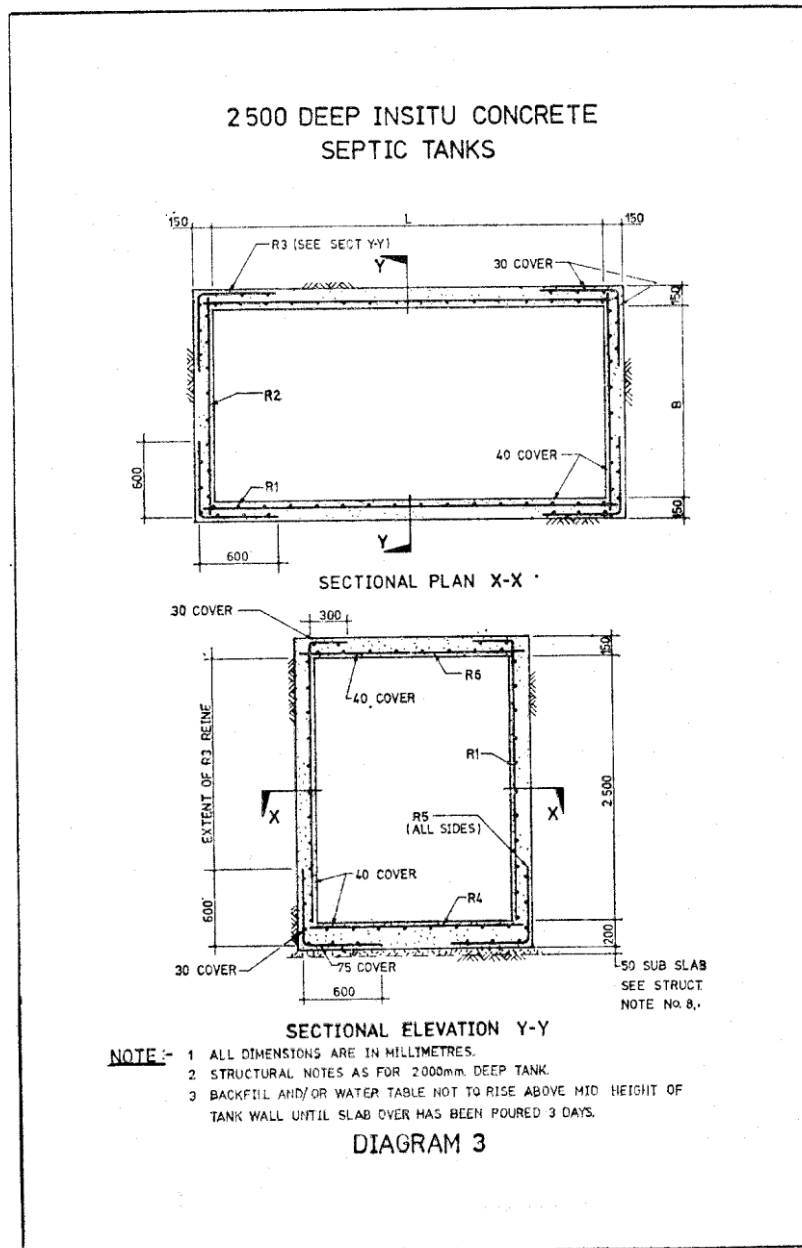 2500 DEEP INSITU CONCRETE
SEPTIC TANKS
150
L
150
R3 (SEE SECT Y-Y)
Y
30 COVER
150
R2
B
600
40 COVER
R1
150
Y
600
SECTIONAL PLAN X-X
30 COVER
300
150
R6
40 COVER
EXTENT OF R3 REINF
R1
2500
X
X
R5
(ALL SIDES)
40 COVER
R4
600
200
30 COVER
75 COVER
600
50 SUB SLAB
SEE STRUCT.
NOTE No. 8,
SECTIONAL ELEVATION Y-Y
NOTE:- 1 ALL DIMENSIONS ARE IN MILLIMETRES.
2 STRUCTURAL NOTES AS FOR 2000mm. DEEP TANK.
3 BACKFILL AND/OR WATER TABLE NOT TO RISE ABOVE MID HEIGHT OF
TANK WALL UNTIL SLAB OVER HAS BEEN POURED 3 DAYS.
DIAGRAM 3